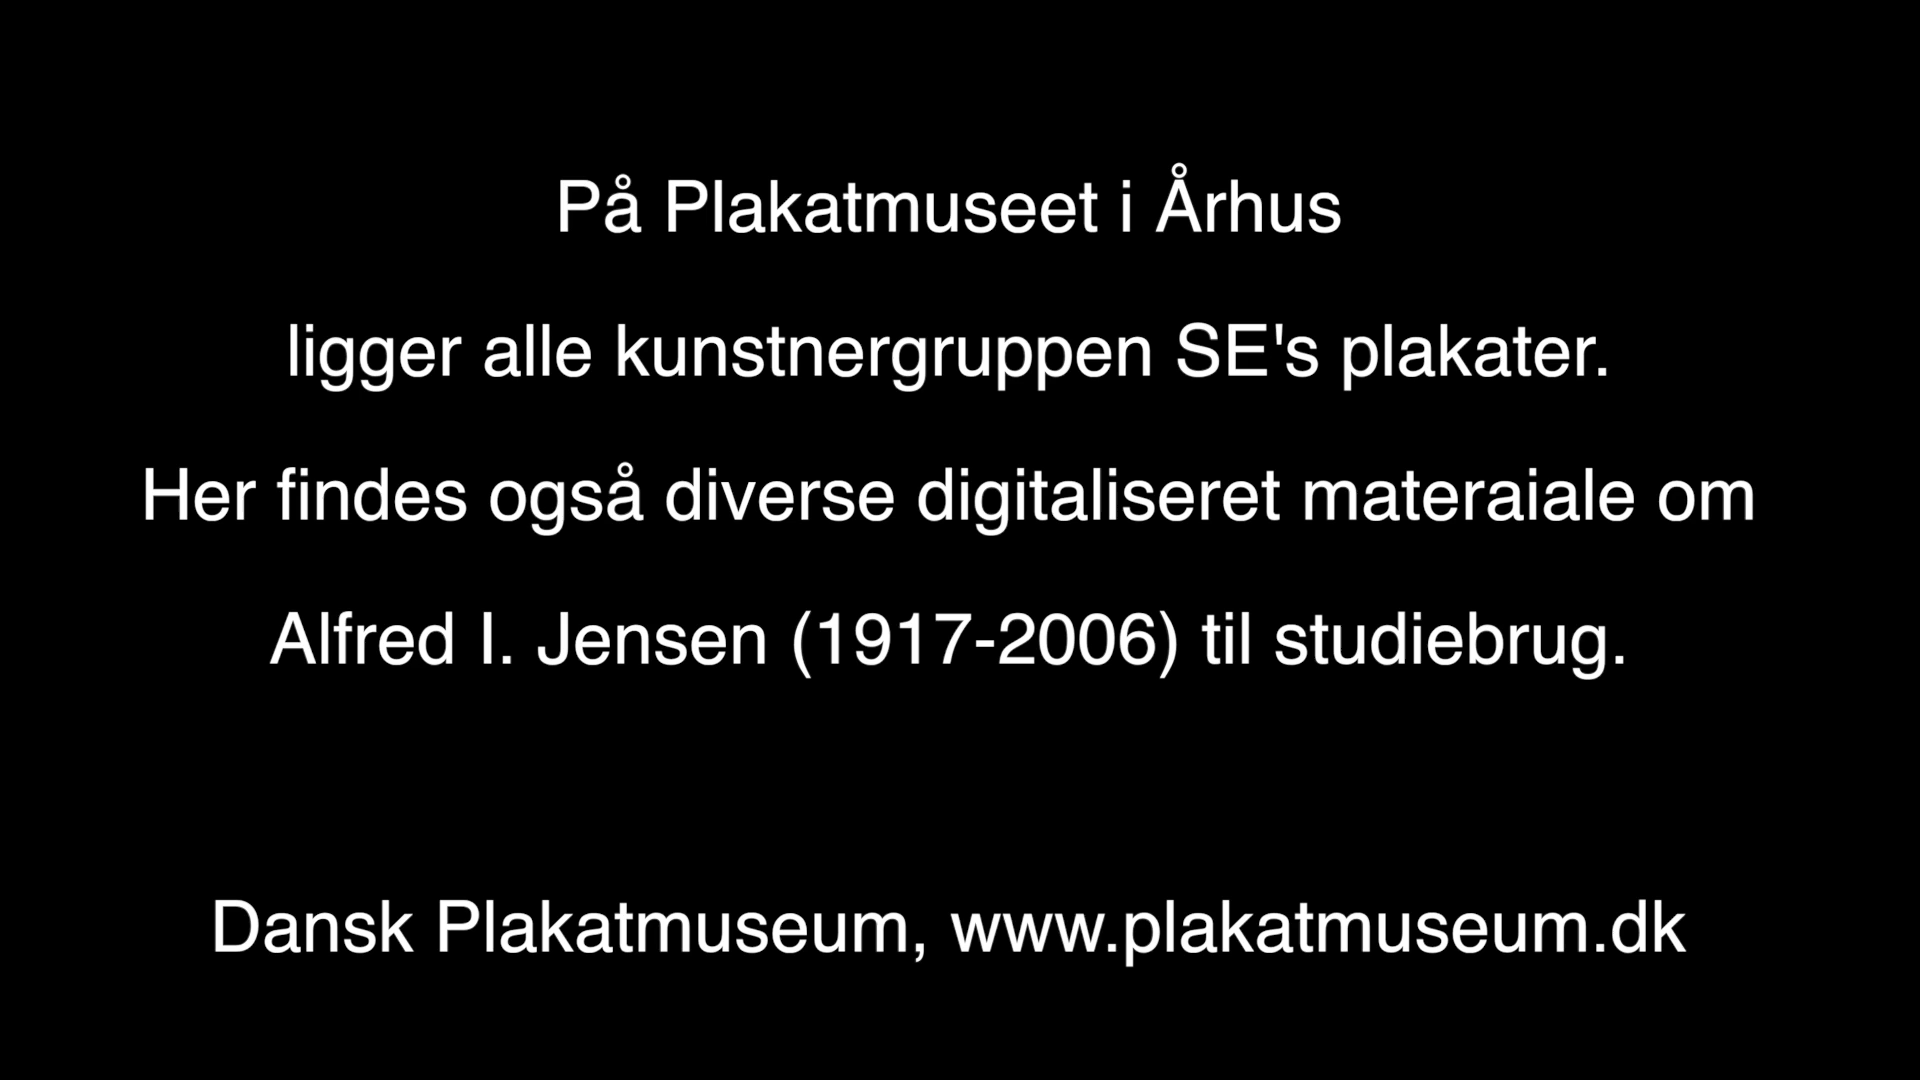 På Plakatmuseet i Århus
ligger alle kunstnergruppen SE's plakater.
Her findes også diverse digitaliseret materaiale om
Alfred I. Jensen (1917-2006) til studiebrug.
Dansk Plakatmuseum, www.plakatmuseum.dk